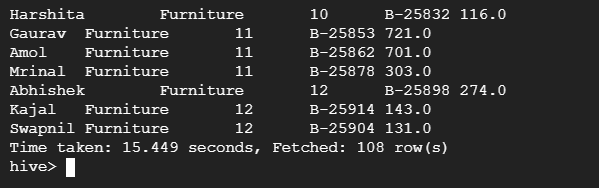 Harshita Furniture 10 B-25832 116.0
Gaurav Furniture 11 B-25853 721.0
Amol Furniture 11 B-25862 701.0
Mrinal Furniture 11 B-25878 303.0
Abhishek Furniture 12 B-25898 274.0
Kajal Furniture 12 B-25914 143.0
Swapnil Furniture 12 B-25904 131.0
Time taken: 15.449 seconds, Fetched: 108 row(s)
hive>